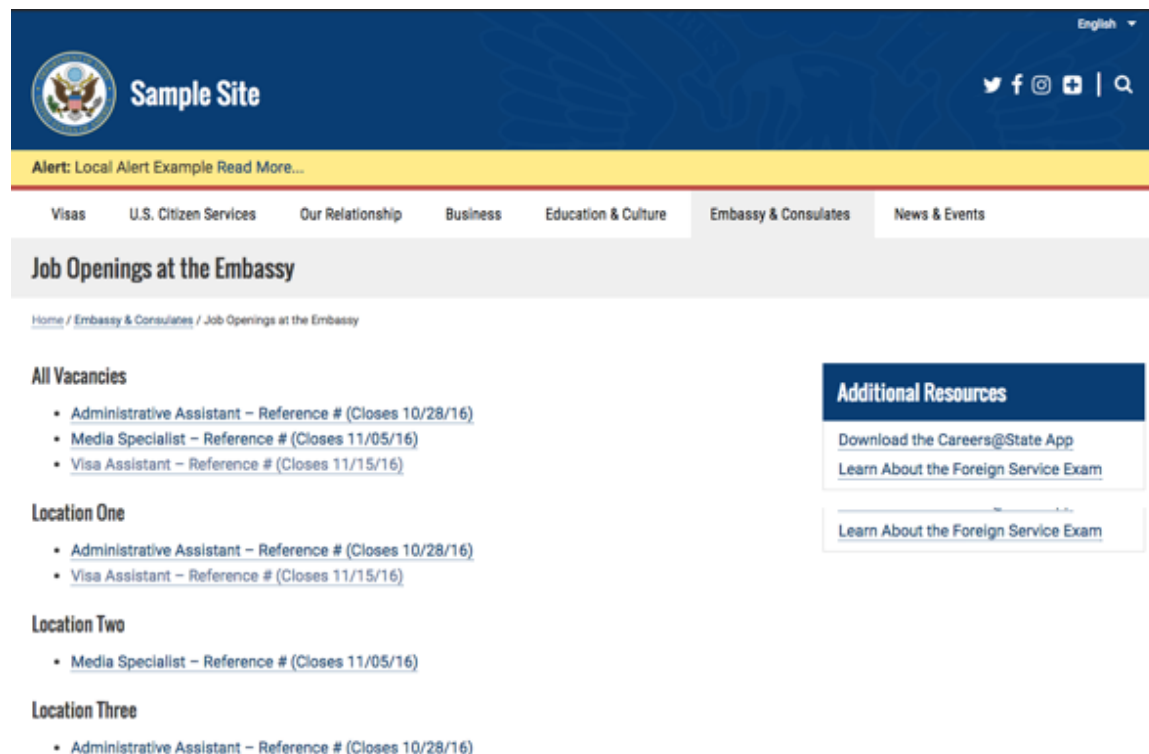 English
Sample Site
Alert: Local Alert Example Read More...
Visas U.S. Citizen Services Our Relationship Business Education & Culture Embassy & Consulates News & Events
Job Openings at the Embassy
Home / Embassy & Consulates / Job Openings at the Embassy
All Vacancies
• Administrative Assistant – Reference # (Closes 10/28/16)
• Media Specialist – Reference # (Closes 11/05/16)
• Visa Assistant – Reference # (Closes 11/15/16)
Location One
• Administrative Assistant – Reference # (Closes 10/28/16)
• Visa Assistant – Reference # (Closes 11/15/16)
Location Two
• Media Specialist – Reference # (Closes 11/05/16)
Location Three
• Administrative Assistant – Reference # (Closes 10/28/16)
Additional Resources
Download the Careers@State App
Learn About the Foreign Service Exam
Learn About the Foreign Service Exam